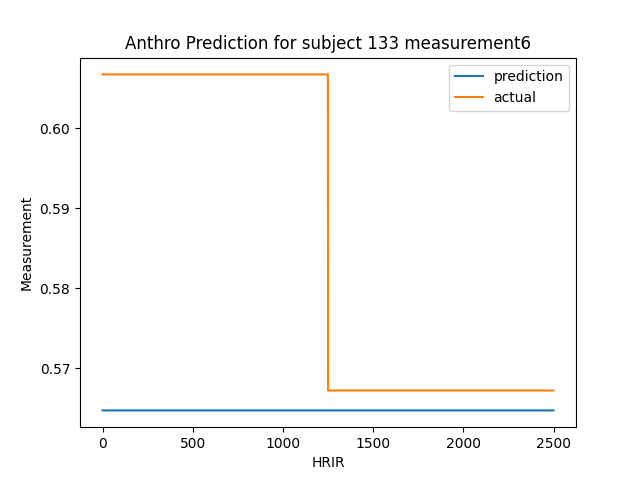 Anthro Prediction for subject 133 measurement6
prediction
actual
0.60
0.59
0.58
0.57
Measurement
0 500 1000 1500 2000 2500
HRIR